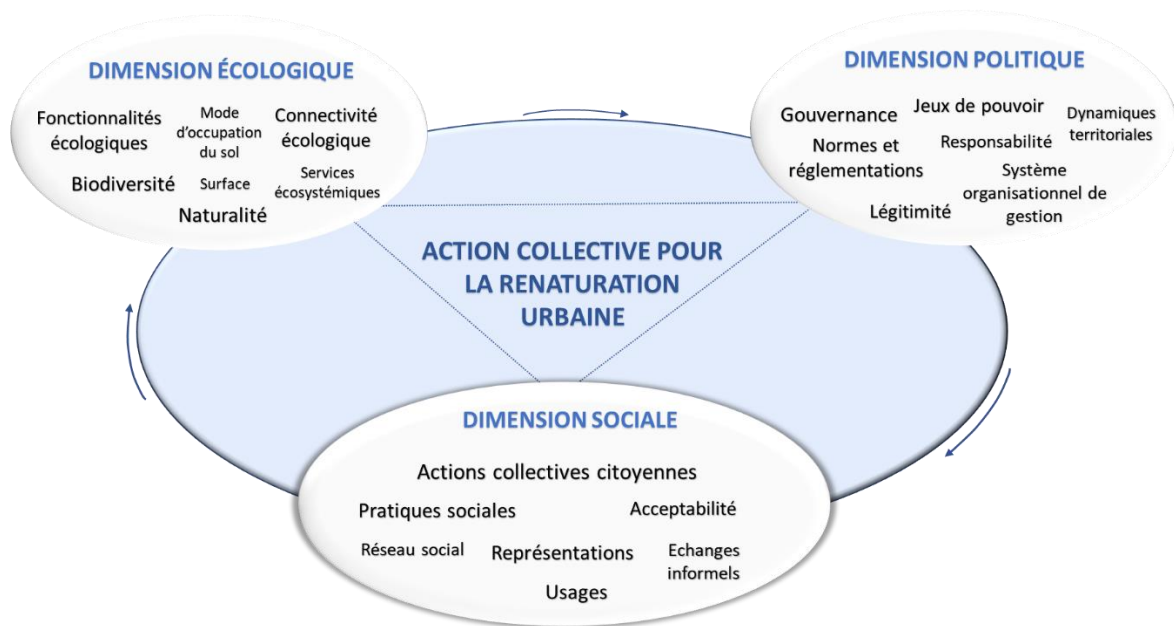 DIMENSION ÉCOLOGIQUE
Fonctionnalités
écologiques
Mode
d'occupation
du sol
Connectivité
écologique
Biodiversité
Surface
Services
écosystémiques
Naturalité
DIMENSION POLITIQUE
Gouvernance
Jeux de pouvoir
Dynamiques
territoriales
Normes et
réglementations
Responsabilité
Système
organisationnel de
gestion
Légitimité
ACTION COLLECTIVE POUR
LA RENATURATION
URBAINE
DIMENSION SOCIALE
Actions collectives citoyennes
Pratiques sociales
Acceptabilité
Réseau social
Représentations
Echanges
informels
Usages